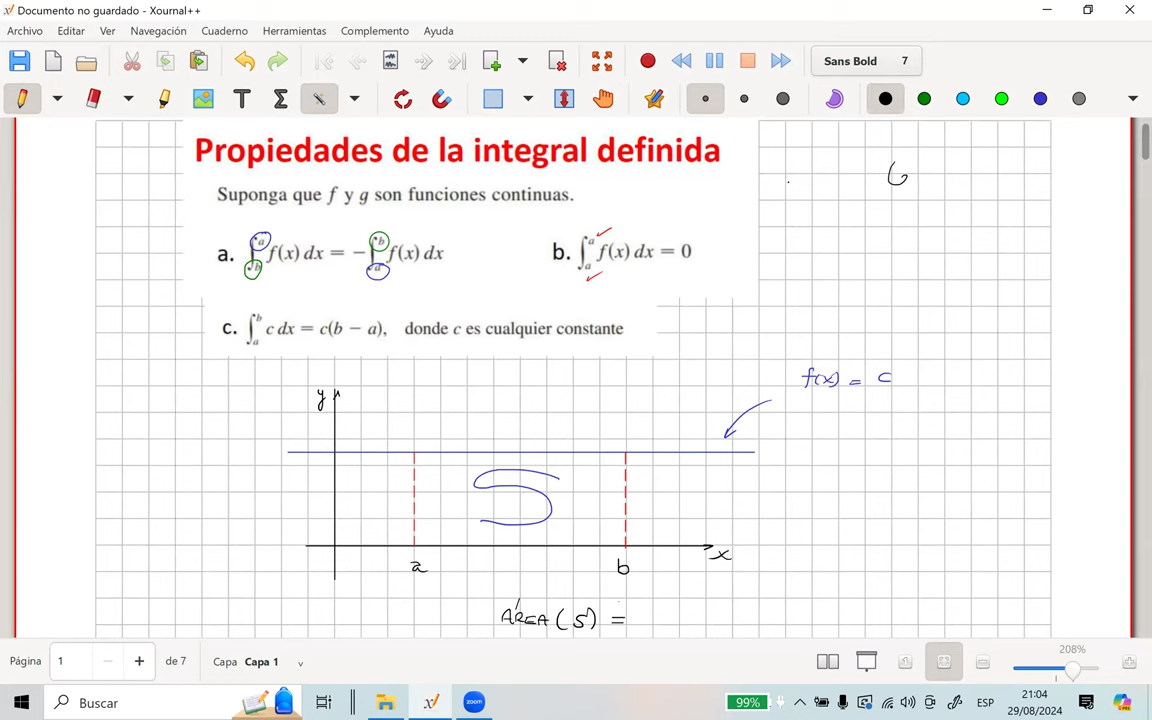 Documento no guardado - Xournal++
Archivo Editar Ver Navegación Cuaderno Herramientas Complemento Ayuda
Sans Bold 7
Propiedades de la integral definida
Suponga que f y g son funciones continuas.
a. ∫_b^a f(x) dx = −∫_a^b f(x) dx b. ∫_a^a f(x) dx = 0
c. ∫_a^b c dx = c(b − a), donde c es cualquier constante
f(x) = c
y
S
x
a b
ÁREA(S) =
Página 1 de 7 Capa Capa 1 208%
Buscar zoom 99% ESP 21:04
29/08/2024